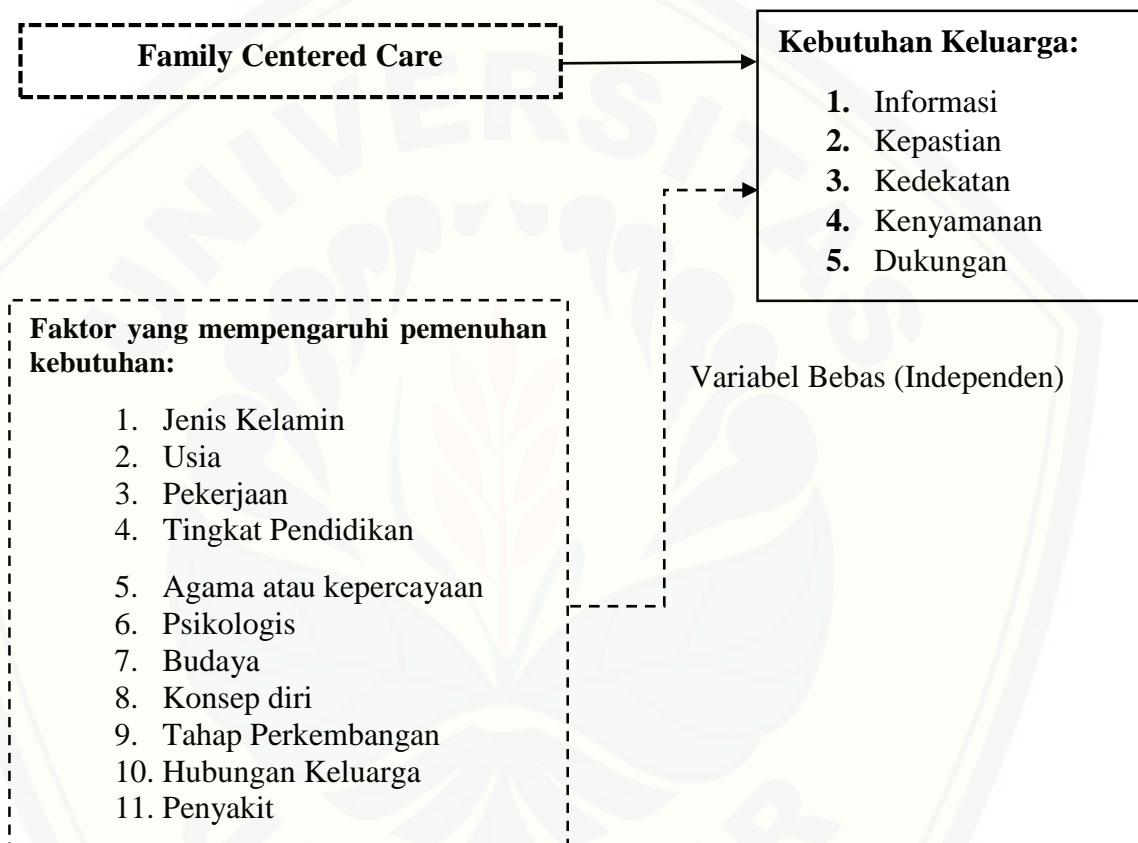 Family Centered Care
Kebutuhan Keluarga:
1. Informasi
2. Kepastian
3. Kedekatan
4. Kenyamanan
5. Dukungan
Faktor yang mempengaruhi pemenuhan
kebutuhan:
1. Jenis Kelamin
2. Usia
3. Pekerjaan
4. Tingkat Pendidikan
5. Agama atau kepercayaan
6. Psikologis
7. Budaya
8. Konsep diri
9. Tahap Perkembangan
10. Hubungan Keluarga
11. Penyakit
Variabel Bebas (Independen)
UNIVERSITAS